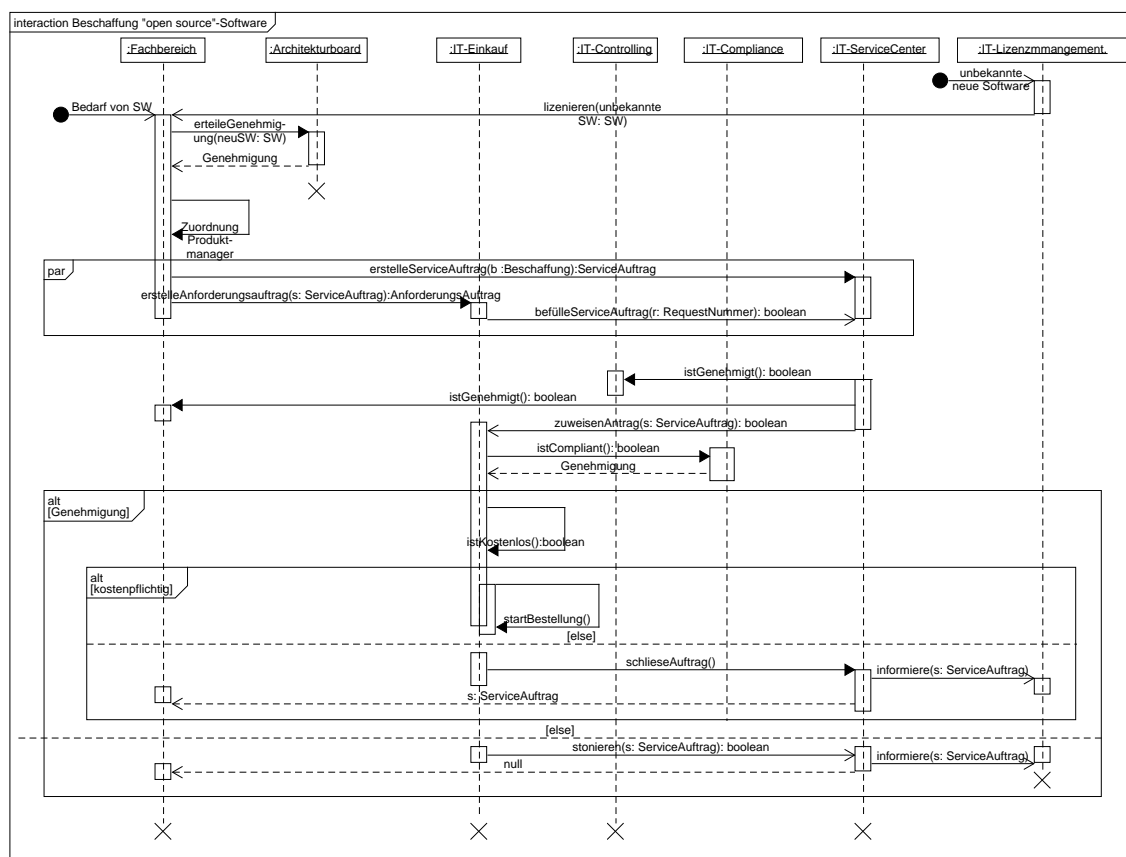 interaction Beschaffung "open source"-Software
:Fachbereich
:Architekturboard
:IT-Einkauf
:IT-Controlling
:IT-Compliance
:IT-ServiceCenter
:IT-Lizenzmmangement.
unbekannte
neue Software
Bedarf von SW
lizenieren(unbekannte
SW: SW)
erteileGenehmig-
ung(neuSW: SW)
Genehmigung
Zuordnung
Produkt-
manager
par
erstelleServiceAuftrag(b :Beschaffung):ServiceAuftrag
erstelleAnforderungsauftrag(s: ServiceAuftrag):AnforderungsAuftrag
befülleServiceAuftrag(r: RequestNummer): boolean
istGenehmigt(): boolean
istGenehmigt(): boolean
zuweisenAntrag(s: ServiceAuftrag): boolean
istCompliant(): boolean
Genehmigung
alt
[Genehmigung]
istKostenlos():boolean
alt
[kostenpflichtig]
startBestellung()
[else]
schlieseAuftrag()
informiere(s: ServiceAuftrag)
s: ServiceAuftrag
[else]
stonieren(s: ServiceAuftrag): boolean
informiere(s: ServiceAuftrag)
null